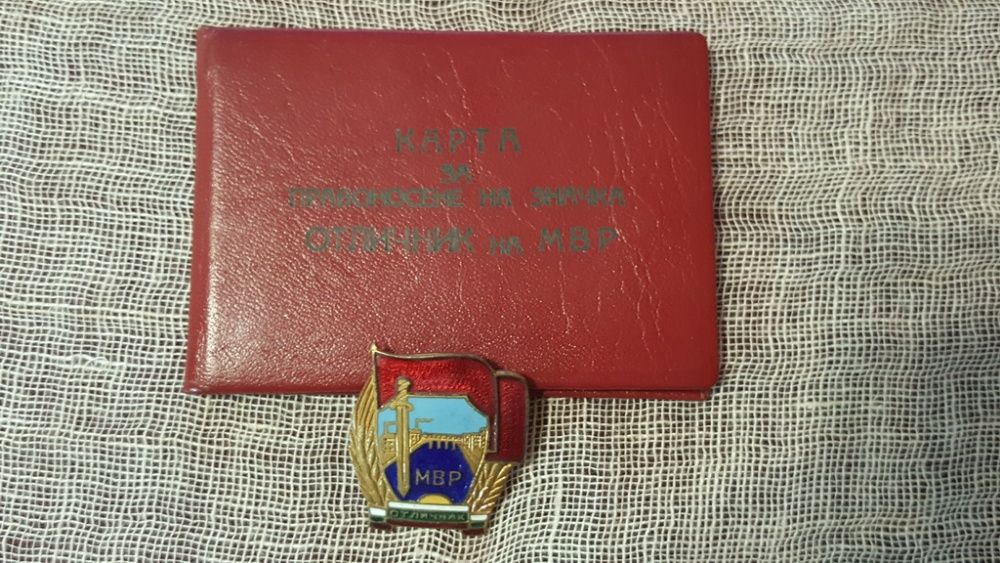 КАРТА
ЗА
ПРАВОНОСЕНЕ НА ЗНАЧКА
ОТЛИЧНИК НА МВР
МВР
ОТЛИЧНИК